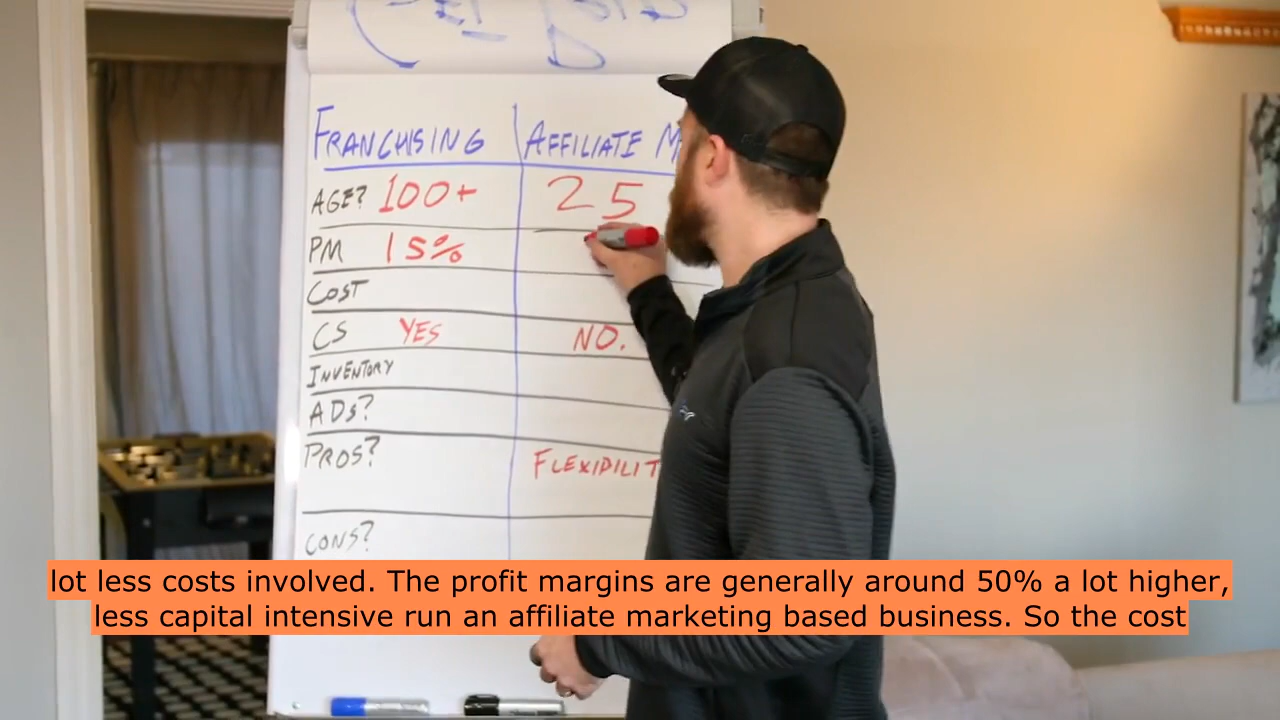 FRANCHISING AFFILIATE M
AGE? 100+ 25
PM 15%
COST
CS YES NO.
INVENTORY
ADS?
PROS? FLEXIBILIT
CONS?
lot less costs involved. The profit margins are generally around 50% a lot higher,
less capital intensive run an affiliate marketing based business. So the cost